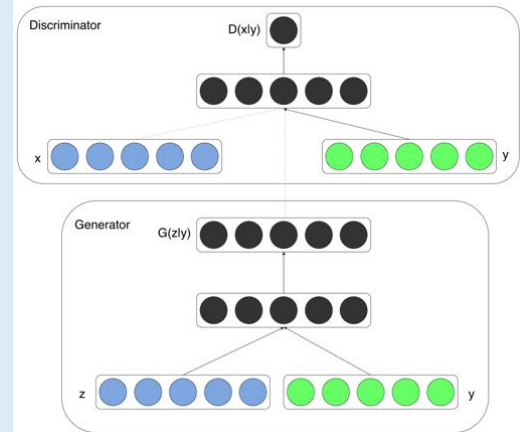 Discriminator
D(x|y)
x
y
Generator
G(z|y)
z
y